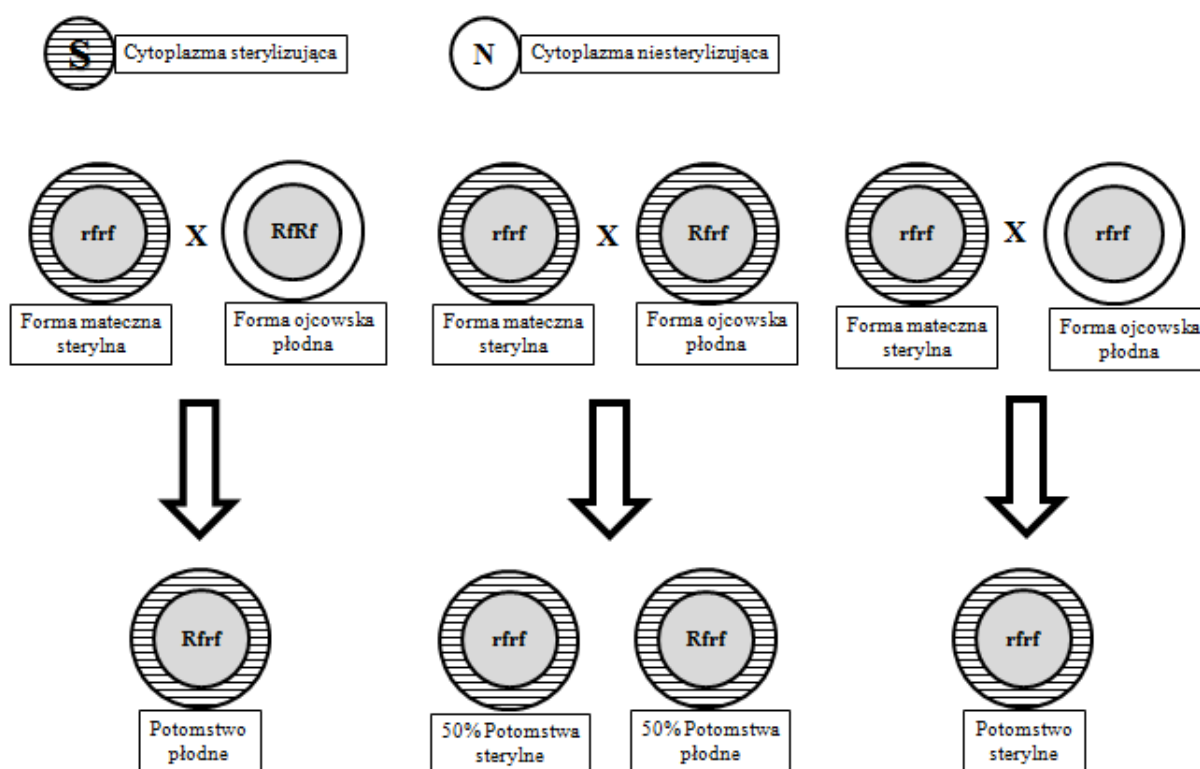 S
Cytoplazma sterylizująca
N
Cytoplazma niesterylizująca
rfrf
X
RfRf
rfrf
X
Rfrf
rfrf
X
rfrf
Forma mateczna
sterylna
Forma ojcowska
płodna
Forma mateczna
sterylna
Forma ojcowska
płodna
Forma mateczna
sterylna
Forma ojcowska
płodna
Rfrf
rfrf
Rfrf
rfrf
Potomstwo
płodne
50% Potomstwa
sterylne
50% Potomstwa
płodne
Potomstwo
sterylne